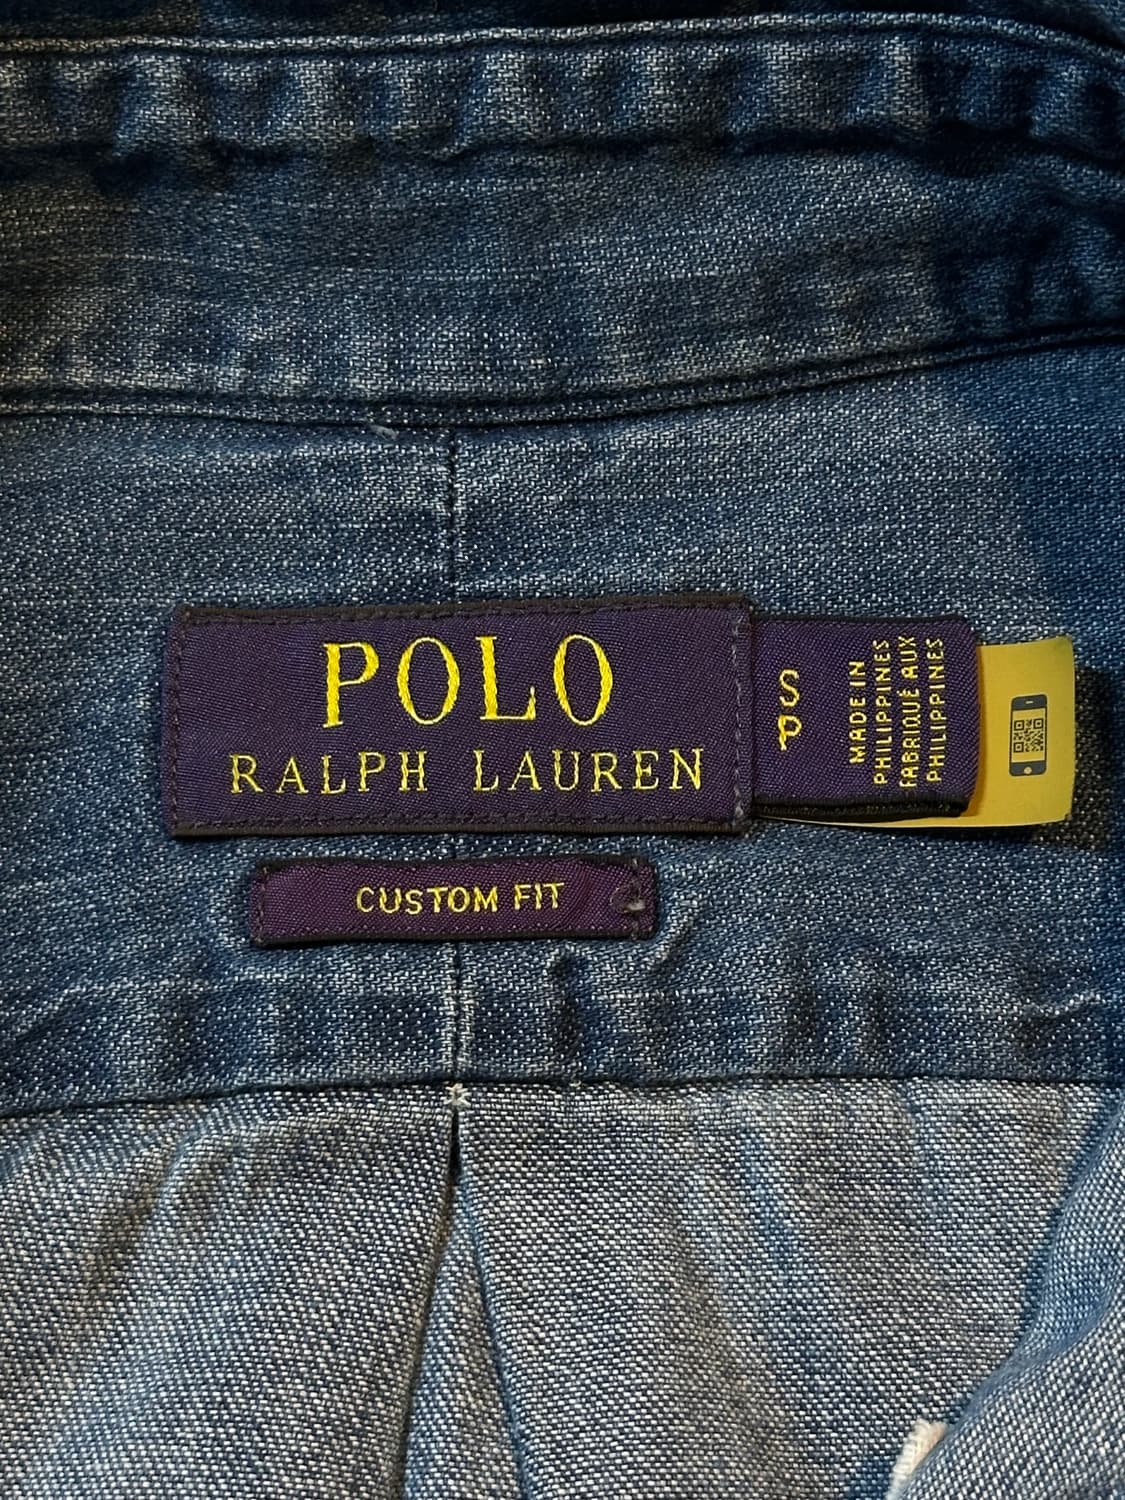 POLO
RALPH LAUREN
S
P
MADE IN
PHILIPPINES
FABRIQUÉ AUX
PHILIPPINES
CUSTOM FIT